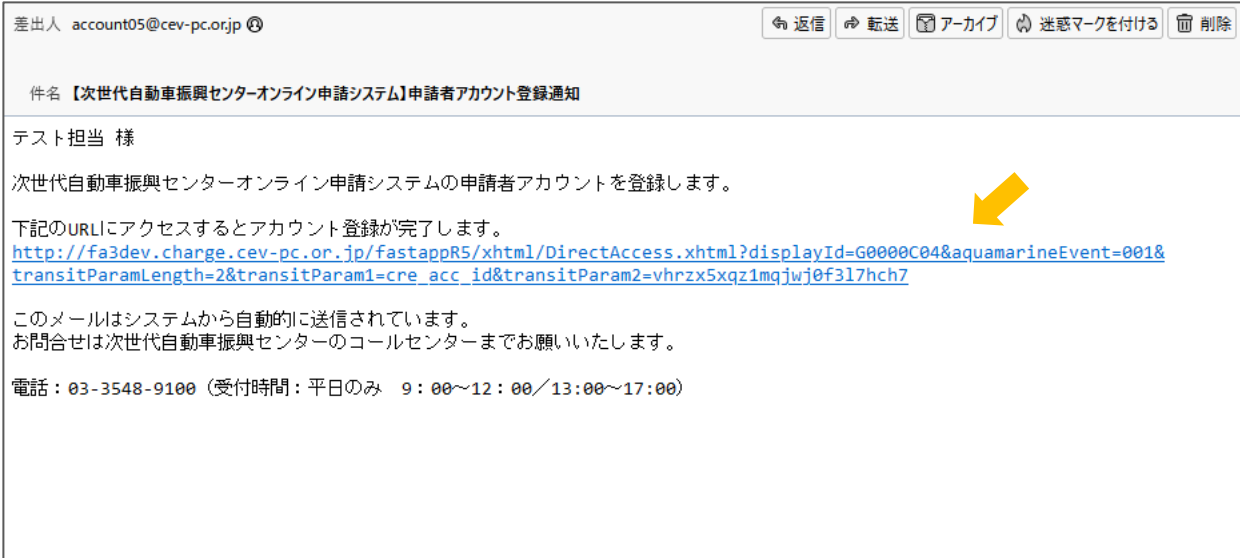 差出人 account05@cev-pc.or.jp
返信 転送 アーカイブ 迷惑マークを付ける 削除
件名 【次世代自動車振興センターオンライン申請システム】申請者アカウント登録通知
テスト担当 様
次世代自動車振興センターオンライン申請システムの申請者アカウントを登録します。
下記のURLにアクセスするとアカウント登録が完了します。
http://fa3dev.charge.cev-pc.or.jp/fastappR5/xhtml/DirectAccess.xhtml?displayId=G0000C04&aquamarineEvent=001&
transitParamLength=2&transitParam1=cre_acc_id&transitParam2=vhrzx5xqz1mqjwj0f3l7hch7
このメールはシステムから自動的に送信されています。
お問合せは次世代自動車振興センターのコールセンターまでお願いいたします。
電話：03-3548-9100（受付時間：平日のみ　9：00～12：00／13:00～17:00）